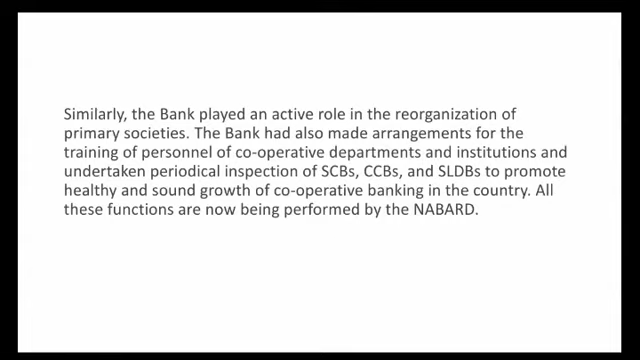 Similarly, the Bank played an active role in the reorganization of
primary societies. The Bank had also made arrangements for the
training of personnel of co-operative departments and institutions and
undertaken periodical inspection of SCBs, CCBs, and SLDBs to promote
healthy and sound growth of co-operative banking in the country. All
these functions are now being performed by the NABARD.